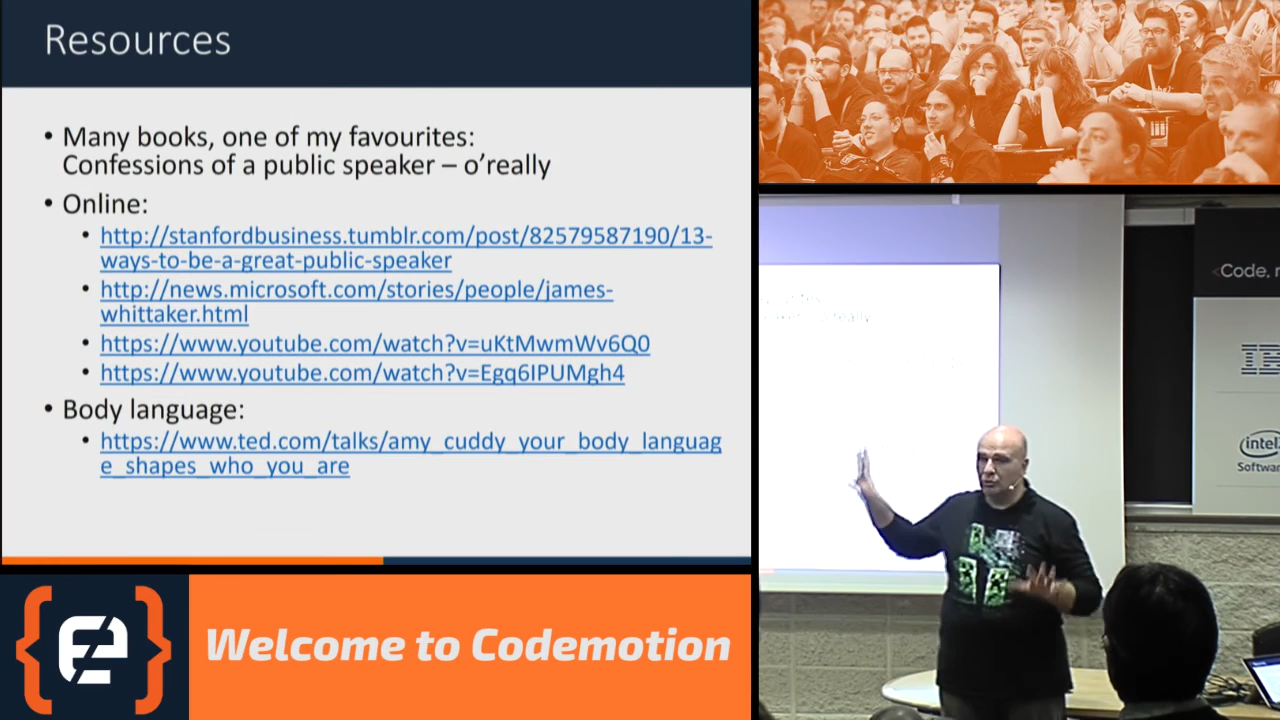 Resources
• Many books, one of my favourites:
Confessions of a public speaker – o’really
• Online:
• http://stanfordbusiness.tumblr.com/post/82579587190/13-
ways-to-be-a-great-public-speaker
• http://news.microsoft.com/stories/people/james-
whittaker.html
• https://www.youtube.com/watch?v=uKtMwmWv6Q0
• https://www.youtube.com/watch?v=Egq6IPUMgh4
• Body language:
• https://www.ted.com/talks/amy_cuddy_your_body_languag
e_shapes_who_you_are
Welcome to Codemotion
really
<Code,
intel
Softwar